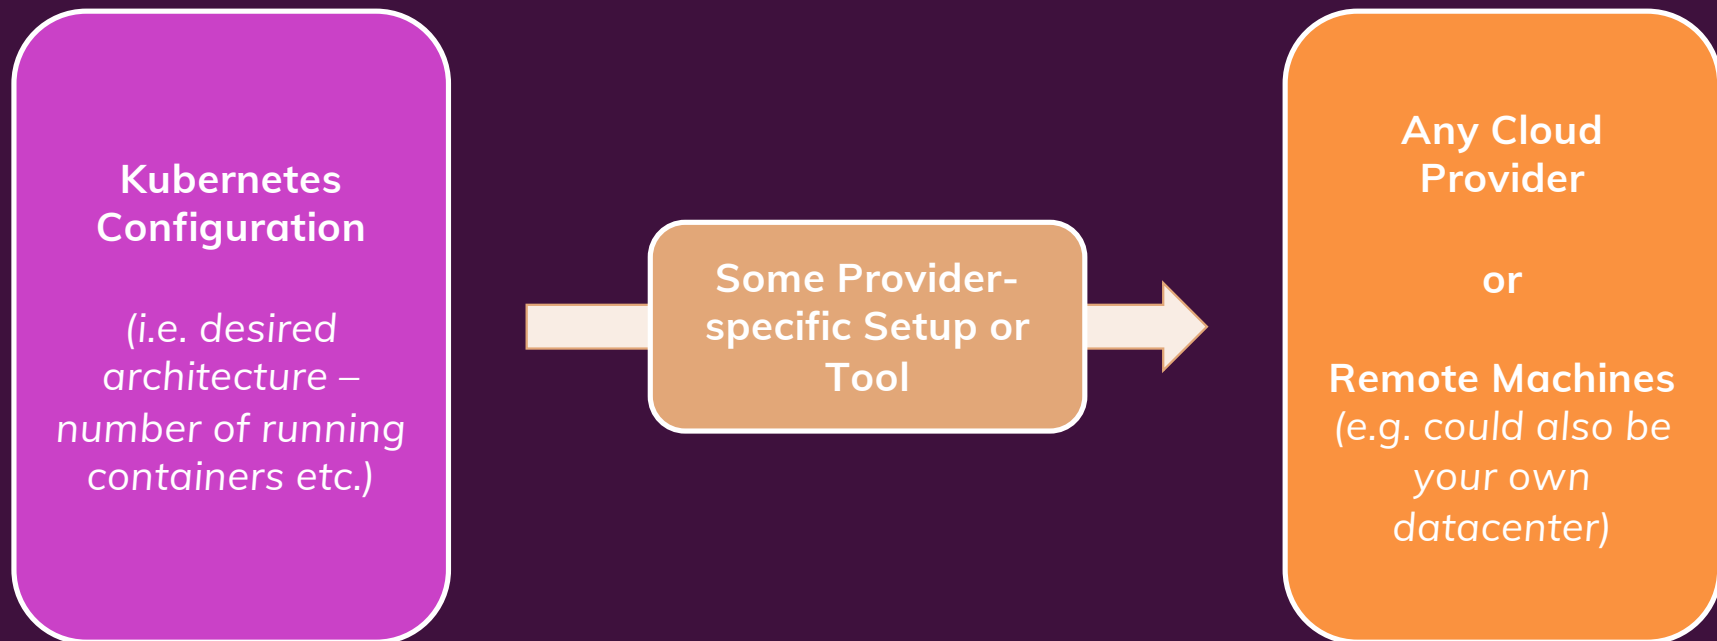 Kubernetes
Configuration
(i.e. desired
architecture –
number of running
containers etc.)
Some Provider-
specific Setup or
Tool
Any Cloud
Provider
or
Remote Machines
(e.g. could also be
your own
datacenter)